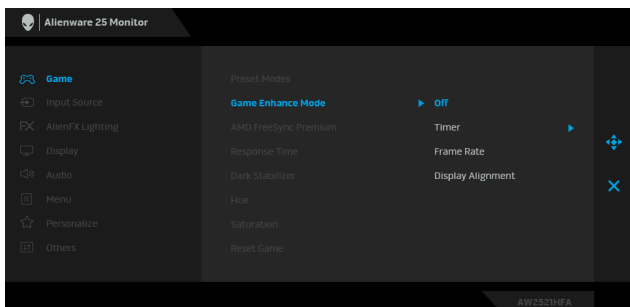 Alienware 25 Monitor
Game
Input Source
AlienFX Lighting
Display
Audio
Menu
Personalize
Others
Preset Modes
Game Enhance Mode
AMD FreeSync Premium
Response Time
Dark Stabilizer
Hue
Saturation
Reset Game
Off
Timer
Frame Rate
Display Alignment
AW2521HFA